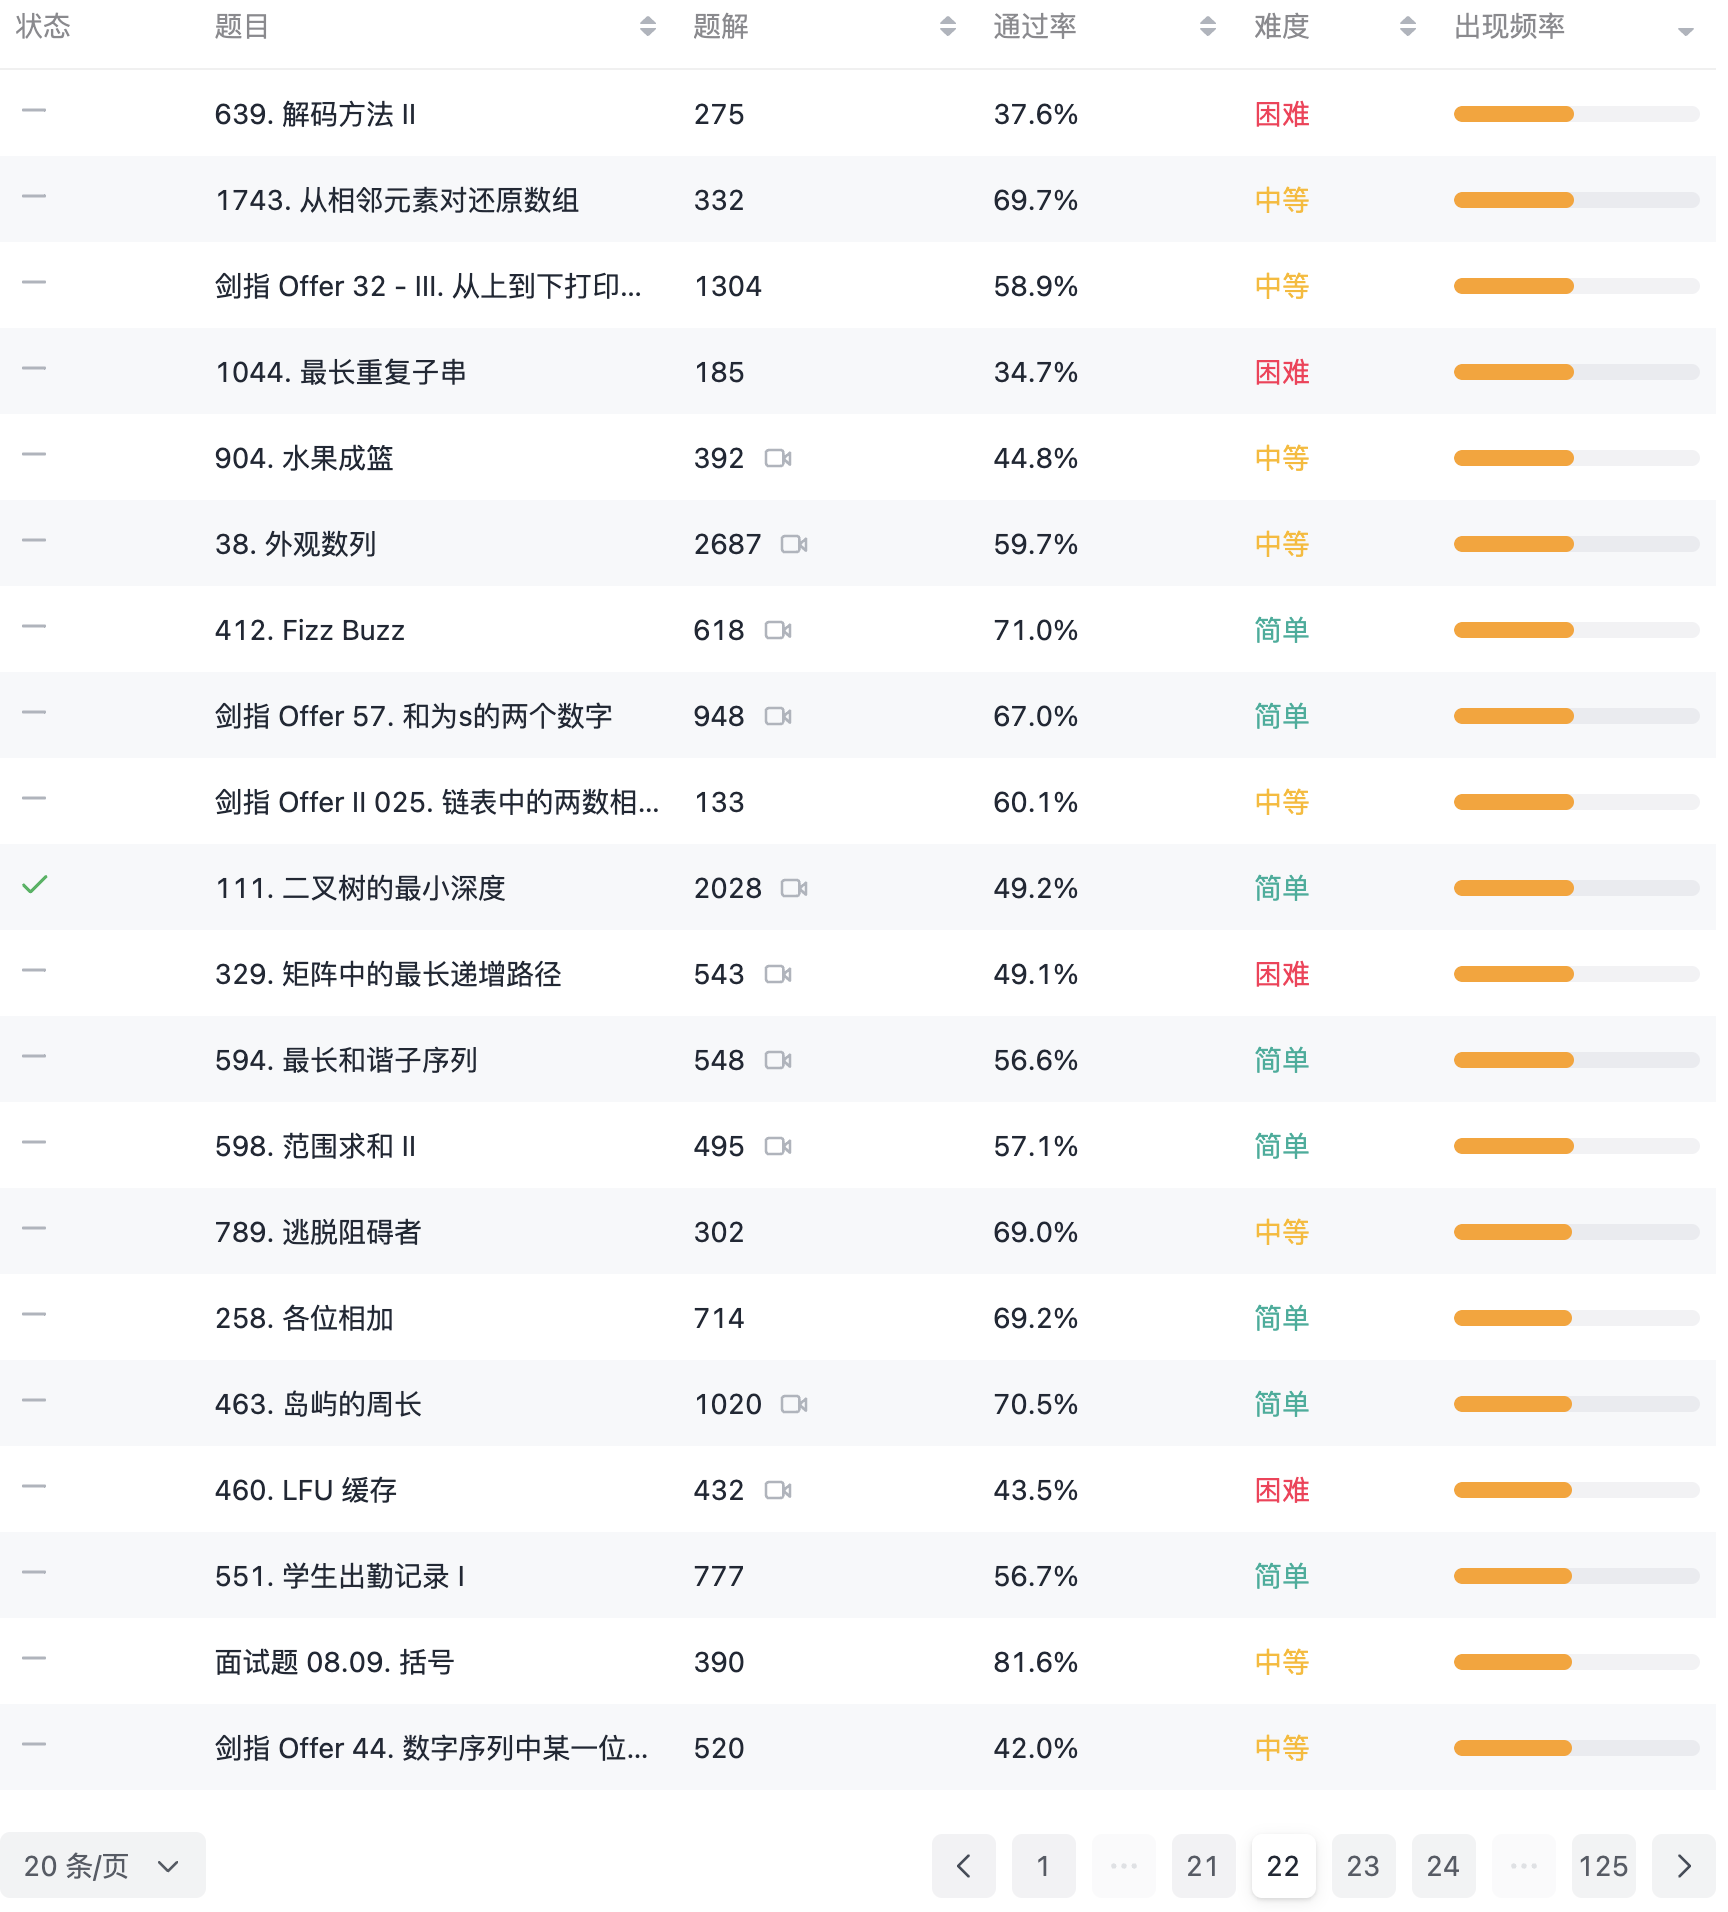 状态 题目 题解 通过率 难度 出现频率
639. 解码方法 II 275 37.6% 困难
1743. 从相邻元素对还原数组 332 69.7% 中等
剑指 Offer 32 - III. 从上到下打印... 1304 58.9% 中等
1044. 最长重复子串 185 34.7% 困难
904. 水果成篮 392 44.8% 中等
38. 外观数列 2687 59.7% 中等
412. Fizz Buzz 618 71.0% 简单
剑指 Offer 57. 和为s的两个数字 948 67.0% 简单
剑指 Offer II 025. 链表中的两数相... 133 60.1% 中等
111. 二叉树的最小深度 2028 49.2% 简单
329. 矩阵中的最长递增路径 543 49.1% 困难
594. 最长和谐子序列 548 56.6% 简单
598. 范围求和 II 495 57.1% 简单
789. 逃脱阻碍者 302 69.0% 中等
258. 各位相加 714 69.2% 简单
463. 岛屿的周长 1020 70.5% 简单
460. LFU 缓存 432 43.5% 困难
551. 学生出勤记录 I 777 56.7% 简单
面试题 08.09. 括号 390 81.6% 中等
剑指 Offer 44. 数字序列中某一位... 520 42.0% 中等
20 条/页 1 ... 21 22 23 24 ... 125